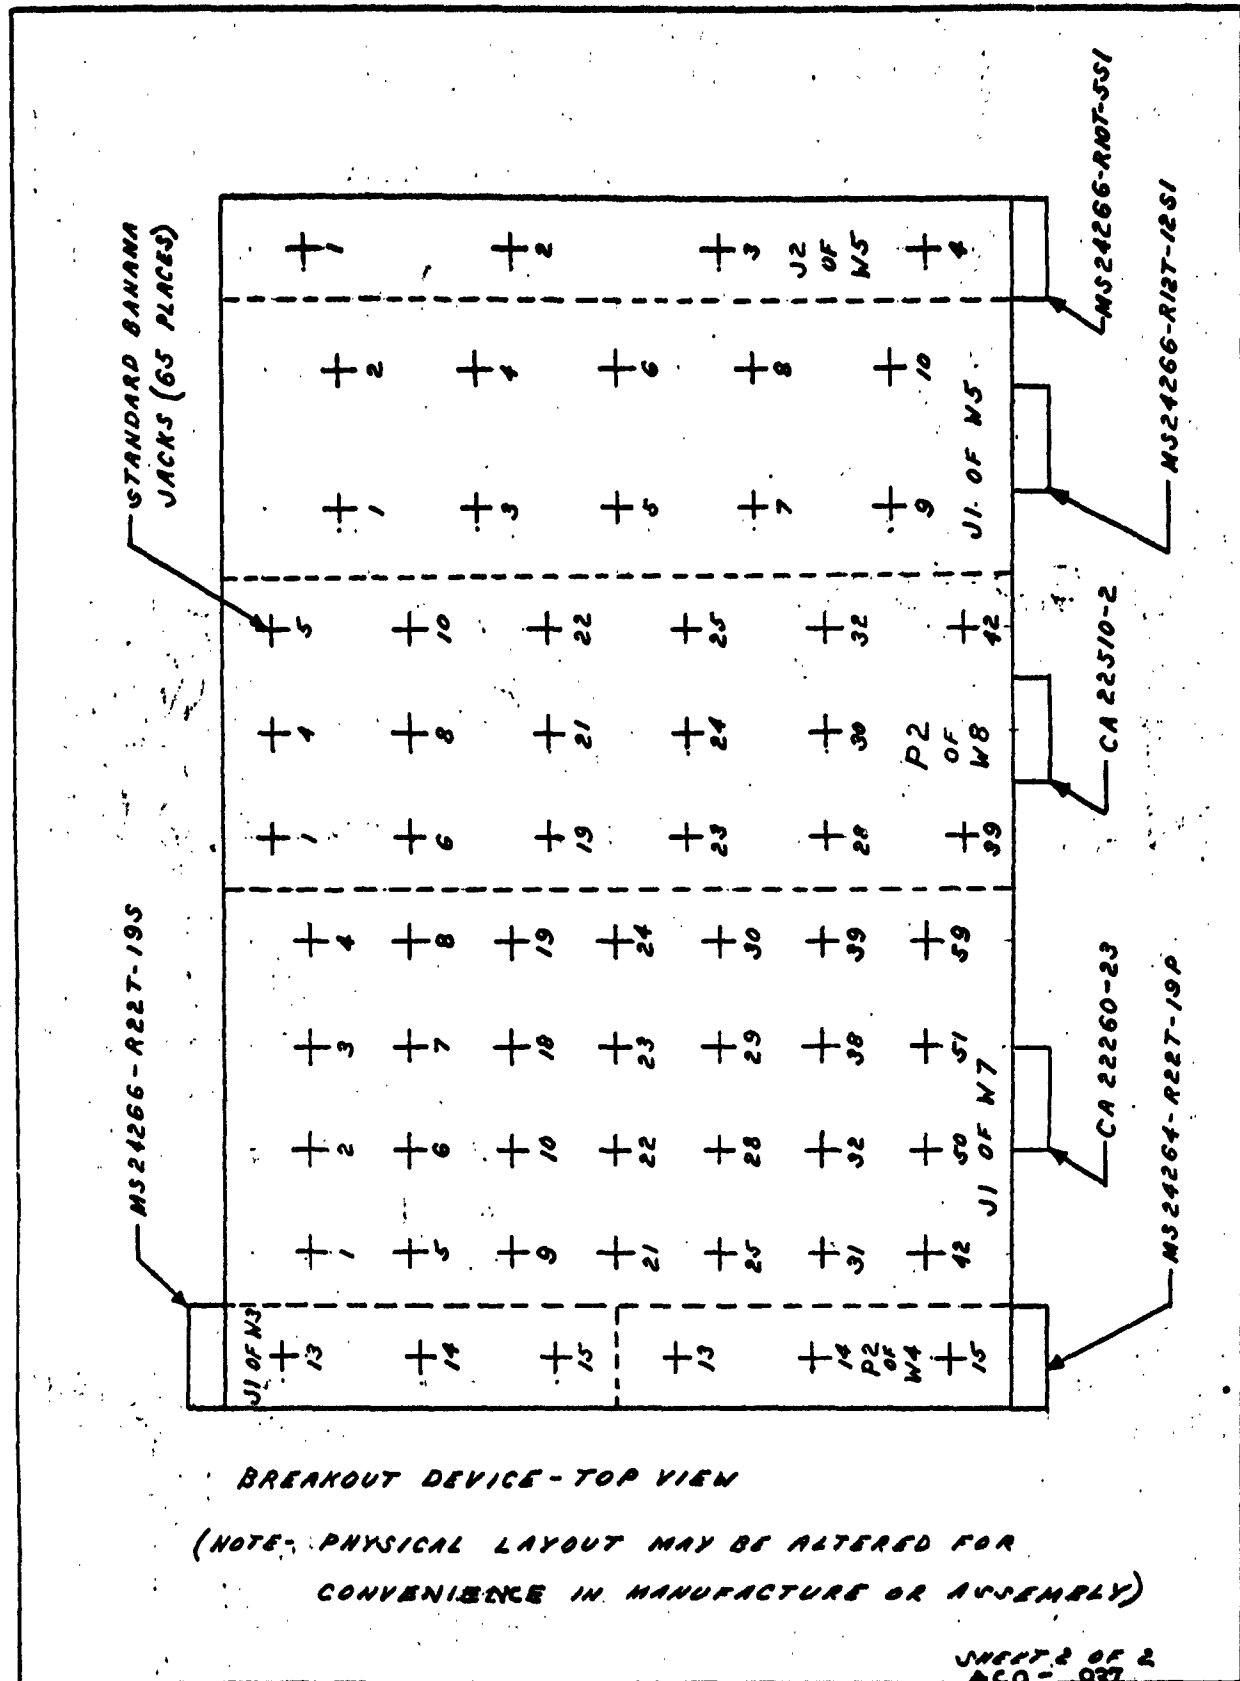 STANDARD BANANA
JACKS (65 PLACES)
MS24266-R10T-5S1
MS24266-R12T-12S1
CA 22510-2
CA 22260-23
MS24264-R22T-19P
MS24266-R22T-19S
1 2 3 4
J2
OF
W5
2 4 6 8 10
1 3 5 7 9
J1 OF W5
5 10 22 25 32 42
4 8 21 24 30
P2
OF
W8
1 6 19 23 28 39
4 8 19 24 30 39 59
3 7 18 23 29 38 51
2 6 10 22 28 32 50
1 5 9 21 25 31 42
J1 OF W7
J1 OF W3
13 14 15
13 14 15
P2
OF
W4
BREAKOUT DEVICE-TOP VIEW
(NOTE- PHYSICAL LAYOUT MAY BE ALTERED FOR
CONVENIENCE IN MANUFACTURE OR ASSEMBLY)
SHEET 2 OF 2
ACO- 037